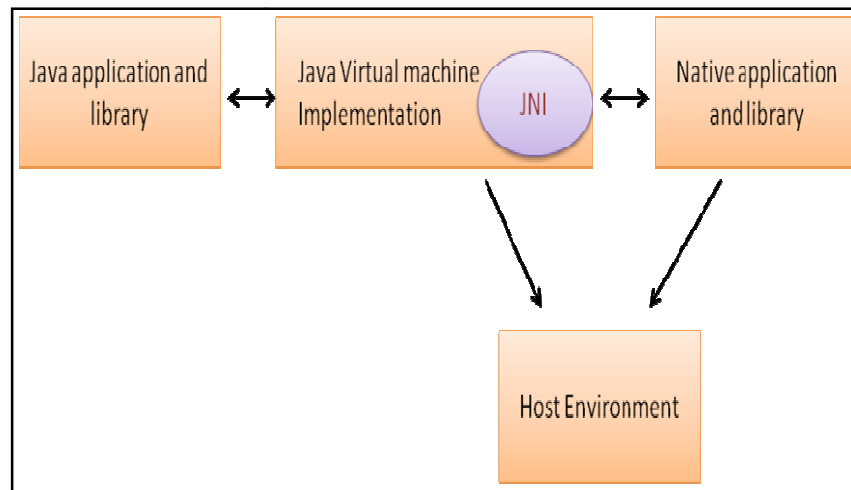 Java application and
library
Java Virtual machine
Implementation
JNI
Native application
and library
Host Environment